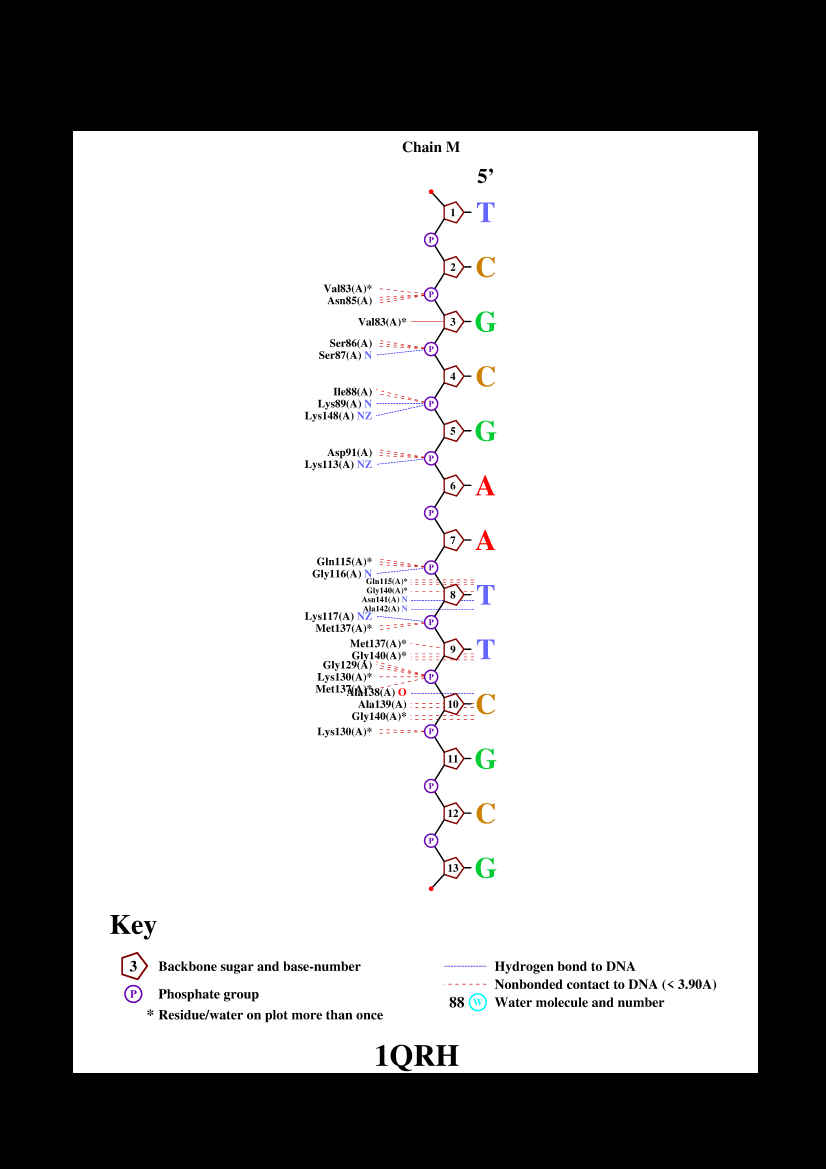 Chain M
5’
1 T
P
2 C
Val83(A)*
P
Asn85(A)
Val83(A)* 3 G
Ser86(A)
P
Ser87(A) N
4 C
Ile88(A)
Lys89(A) N P
Lys148(A) NZ
5 G
Asp91(A)
P
Lys113(A) NZ
6 A
P
7 A
Gln115(A)*
P
Gly116(A) N
Gln115(A)*
Gly140(A)*
8 T
Asn141(A) N
Ala142(A) N
Lys117(A) NZ
P
Met137(A)*
Met137(A)*
9 T
Gly140(A)*
Gly129(A)
Lys130(A)* P
Met137(A)*
Ala138(A) O
Ala139(A) 10 C
Gly140(A)*
Lys130(A)* P
11 G
P
12 C
P
13 G
Key
3 Backbone sugar and base-number
P Phosphate group
* Residue/water on plot more than once
Hydrogen bond to DNA
Nonbonded contact to DNA (< 3.90A)
88 W Water molecule and number
1QRH